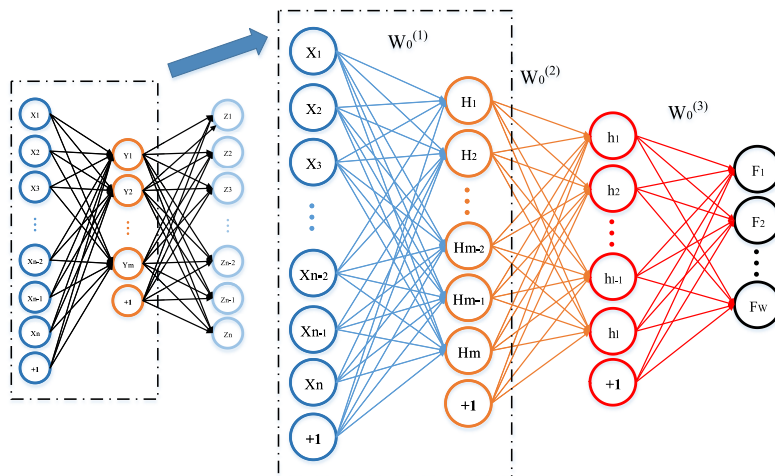 X1
X2
X3
Xn-2
Xn-1
Xn
+1
Y1
Y2
Ym
+1
Z1
Z2
Z3
Zn-2
Zn-1
Zn
W0(1)
X1
X2
X3
Xn-2
Xn-1
Xn
+1
W0(2)
H1
H2
Hm-2
Hm-1
Hm
+1
W0(3)
h1
h2
hl-1
hl
+1
F1
F2
Fw